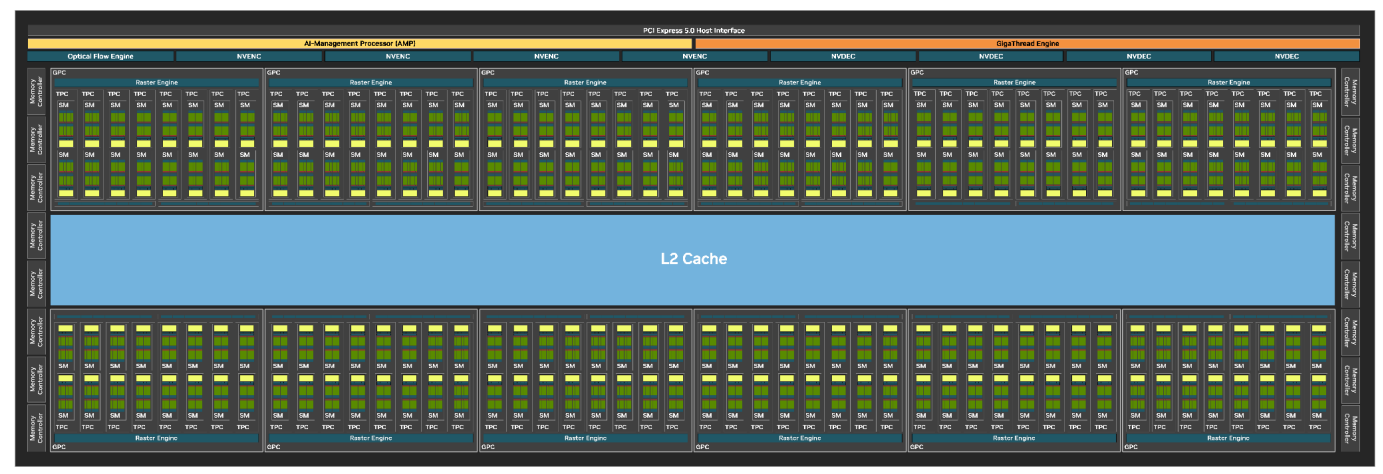 PCI Express 5.0 Host Interface
AI-Management Processor (AMP)
GigaThread Engine
Optical Flow Engine NVENC NVENC NVENC NVENC NVDEC NVDEC NVDEC NVDEC
Memory
Controller
Memory
Controller
Memory
Controller
Memory
Controller
Memory
Controller
Memory
Controller
Memory
Controller
Memory
Controller
GPC
Raster Engine
TPC TPC TPC TPC TPC TPC TPC TPC
SM SM SM SM SM SM SM SM
SM SM SM SM SM SM SM SM
GPC
Raster Engine
TPC TPC TPC TPC TPC TPC TPC TPC
SM SM SM SM SM SM SM SM
SM SM SM SM SM SM SM SM
GPC
Raster Engine
TPC TPC TPC TPC TPC TPC TPC TPC
SM SM SM SM SM SM SM SM
SM SM SM SM SM SM SM SM
GPC
Raster Engine
TPC TPC TPC TPC TPC TPC TPC TPC
SM SM SM SM SM SM SM SM
SM SM SM SM SM SM SM SM
GPC
Raster Engine
TPC TPC TPC TPC TPC TPC TPC TPC
SM SM SM SM SM SM SM SM
SM SM SM SM SM SM SM SM
GPC
Raster Engine
TPC TPC TPC TPC TPC TPC TPC TPC
SM SM SM SM SM SM SM SM
SM SM SM SM SM SM SM SM
L2 Cache
SM SM SM SM SM SM SM SM
SM SM SM SM SM SM SM SM
TPC TPC TPC TPC TPC TPC TPC TPC
Raster Engine
GPC
SM SM SM SM SM SM SM SM
SM SM SM SM SM SM SM SM
TPC TPC TPC TPC TPC TPC TPC TPC
Raster Engine
GPC
SM SM SM SM SM SM SM SM
SM SM SM SM SM SM SM SM
TPC TPC TPC TPC TPC TPC TPC TPC
Raster Engine
GPC
SM SM SM SM SM SM SM SM
SM SM SM SM SM SM SM SM
TPC TPC TPC TPC TPC TPC TPC TPC
Raster Engine
GPC
SM SM SM SM SM SM SM SM
SM SM SM SM SM SM SM SM
TPC TPC TPC TPC TPC TPC TPC TPC
Raster Engine
GPC
SM SM SM SM SM SM SM SM
SM SM SM SM SM SM SM SM
TPC TPC TPC TPC TPC TPC TPC TPC
Raster Engine
GPC
Memory
Controller
Memory
Controller
Memory
Controller
Memory
Controller
Memory
Controller
Memory
Controller
Memory
Controller
Memory
Controller